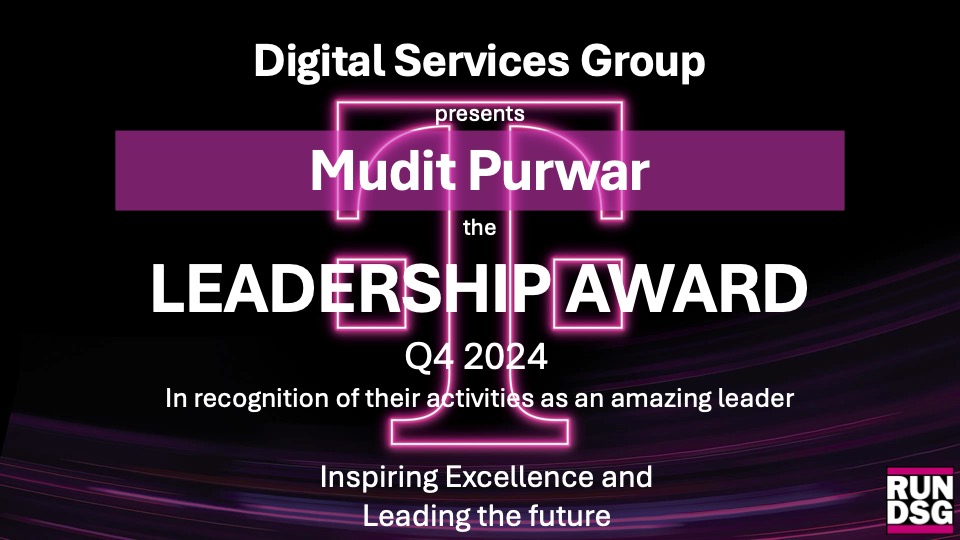 Digital Services Group
presents
Mudit Purwar
the
LEADERSHIP AWARD
Q4 2024
In recognition of their activities as an amazing leader
Inspiring Excellence and
Leading the future
RUN
DSG